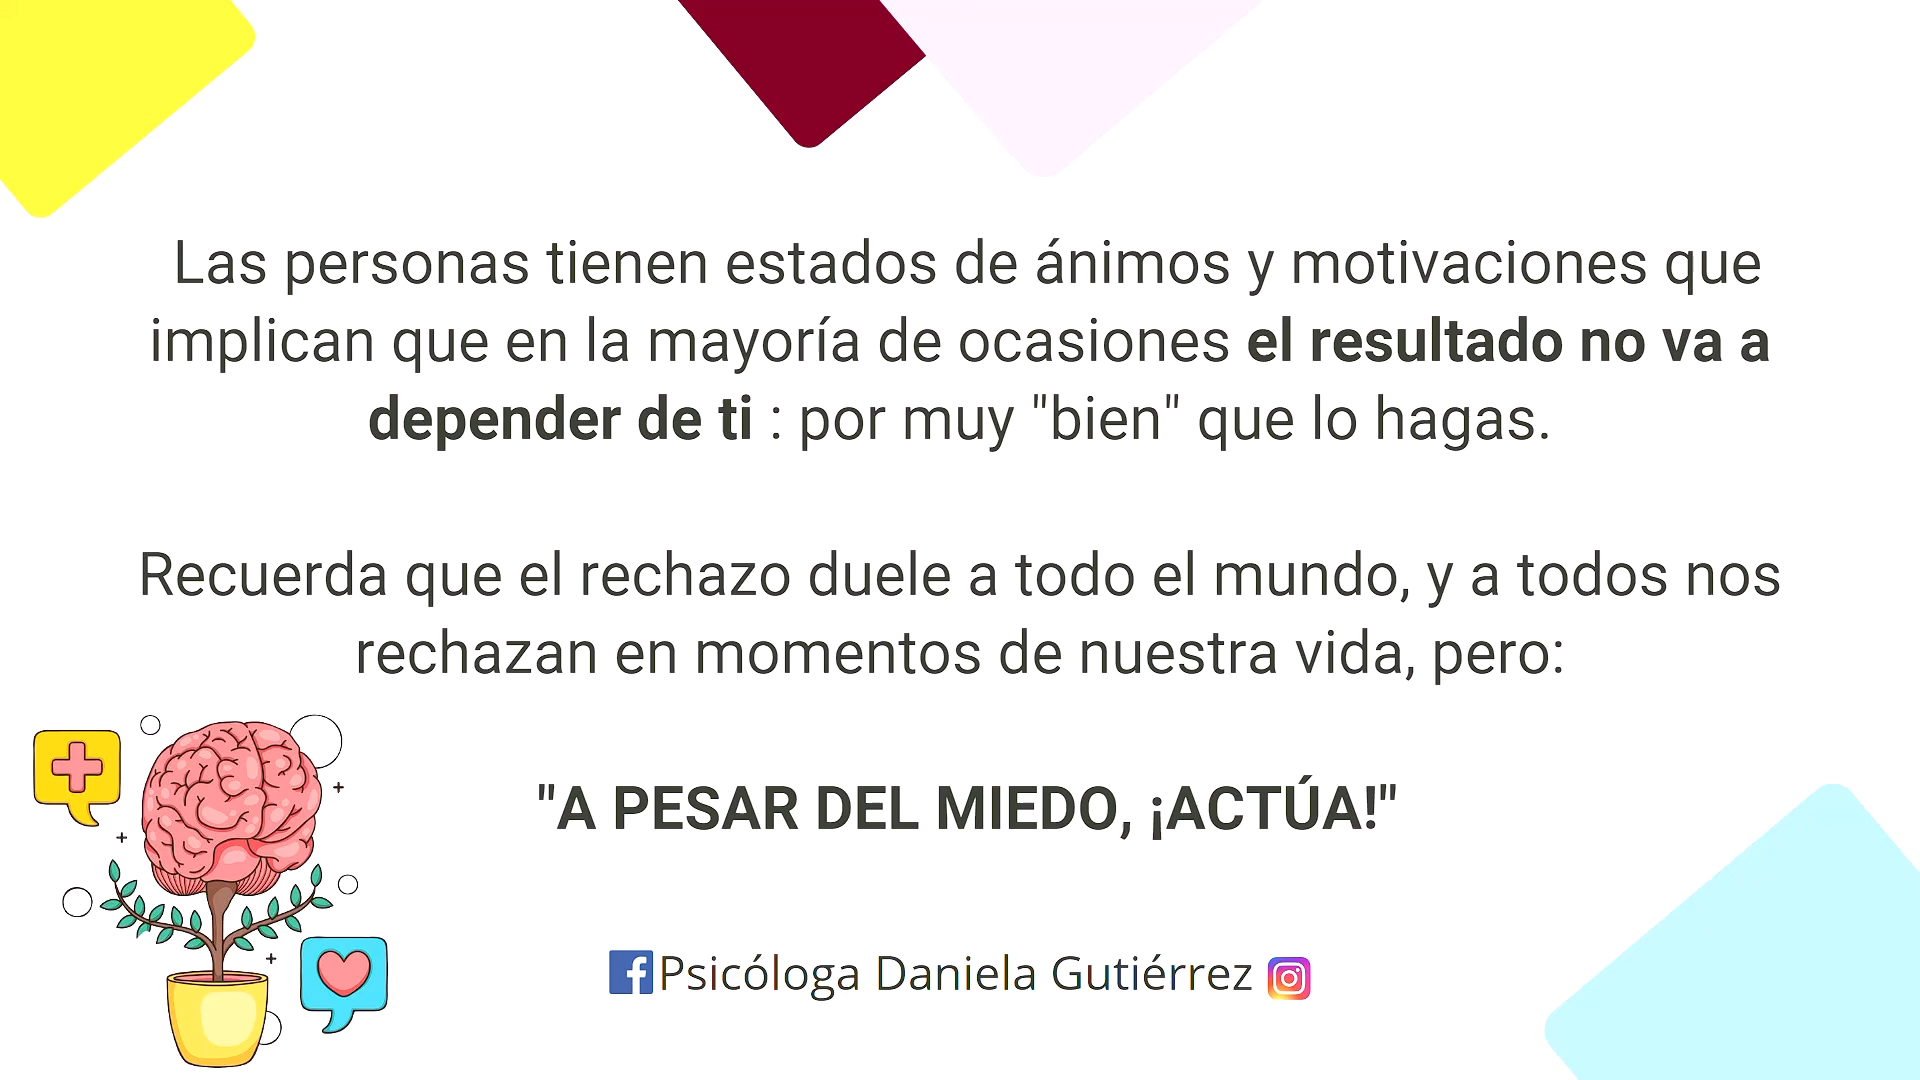 Las personas tienen estados de ánimos y motivaciones que
implican que en la mayoría de ocasiones el resultado no va a
depender de ti : por muy "bien" que lo hagas.
Recuerda que el rechazo duele a todo el mundo, y a todos nos
rechazan en momentos de nuestra vida, pero:
"A PESAR DEL MIEDO, ¡ACTÚA!"
Psicóloga Daniela Gutiérrez